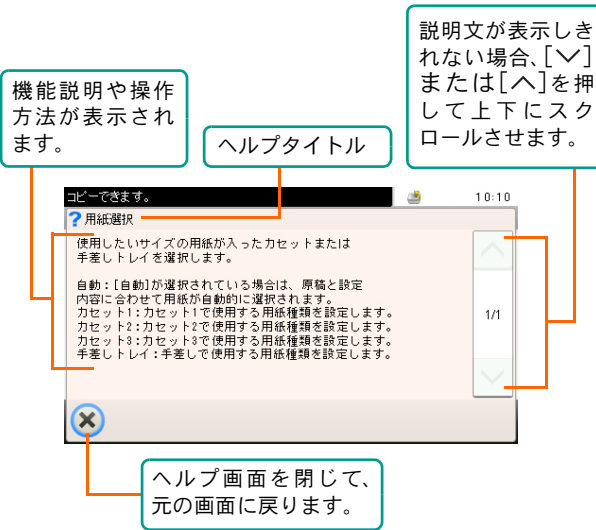 説明文が表示しき
れない場合、[∨]
または[∧]を押
して上下にスク
ロールさせます。
機能説明や操作
方法が表示され
ます。
ヘルプタイトル
コピーできます。
10:10
?用紙選択
使用したいサイズの用紙が入ったカセットまたは
手差しトレイを選択します。
自動：[自動]が選択されている場合は、原稿と設定
内容に合わせて用紙が自動的に選択されます。
カセット1：カセット1で使用する用紙種類を設定します。
カセット2：カセット2で使用する用紙種類を設定します。
カセット3：カセット3で使用する用紙種類を設定します。
手差しトレイ：手差しで使用する用紙種類を設定します。
1/1
ヘルプ画面を閉じて、
元の画面に戻ります。